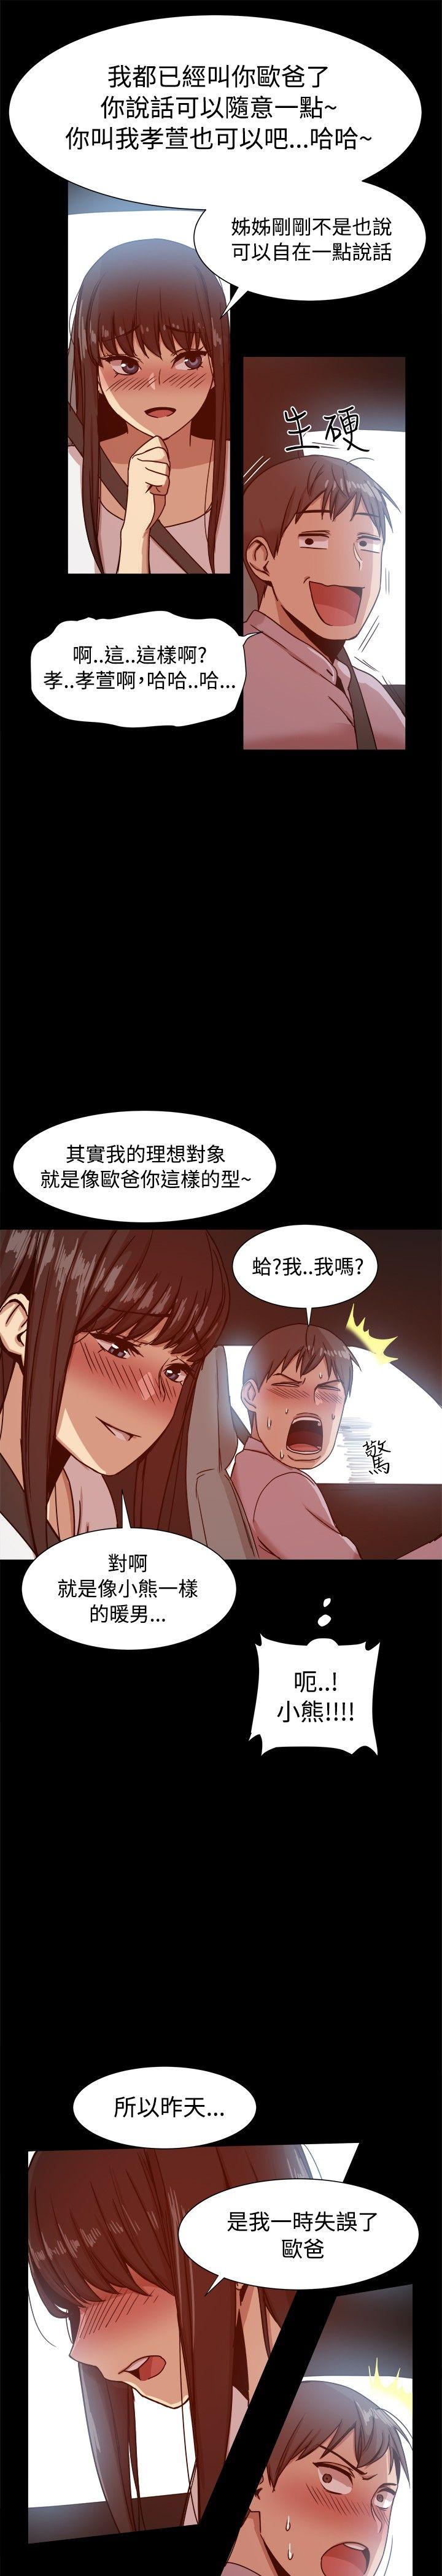 我都已經叫你歐爸了
你說話可以隨意一點~
你叫我孝萱也可以吧...哈哈~
姊姊剛剛不是也說
可以自在一點說話
生硬
啊..這..這樣啊?
孝..孝萱啊,哈哈..哈...
其實我的理想對象
就是像歐爸你這樣的型~
蛤?我..我嗎?
驚
對啊
就是像小熊一樣
的暖男...
呃..!
小熊!!!!
所以昨天...
是我一時失誤了
歐爸